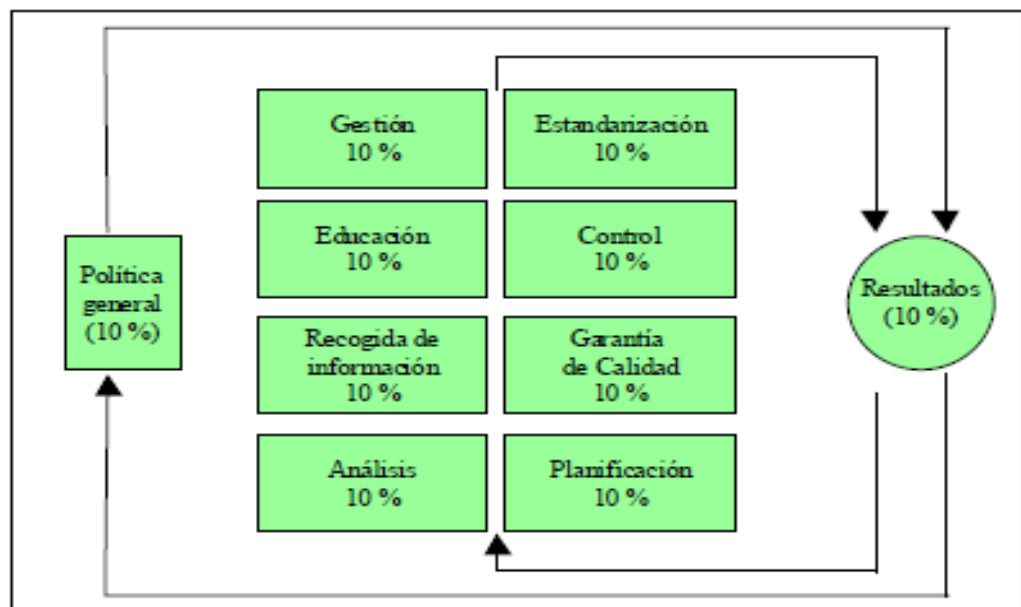 Gestión
10 %
Estandarización
10 %
Educación
10 %
Control
10 %
Política
general
(10 %)
Resultados
(10 %)
Recogida de
información
10 %
Garantía
de Calidad
10 %
Análisis
10 %
Planificación
10 %